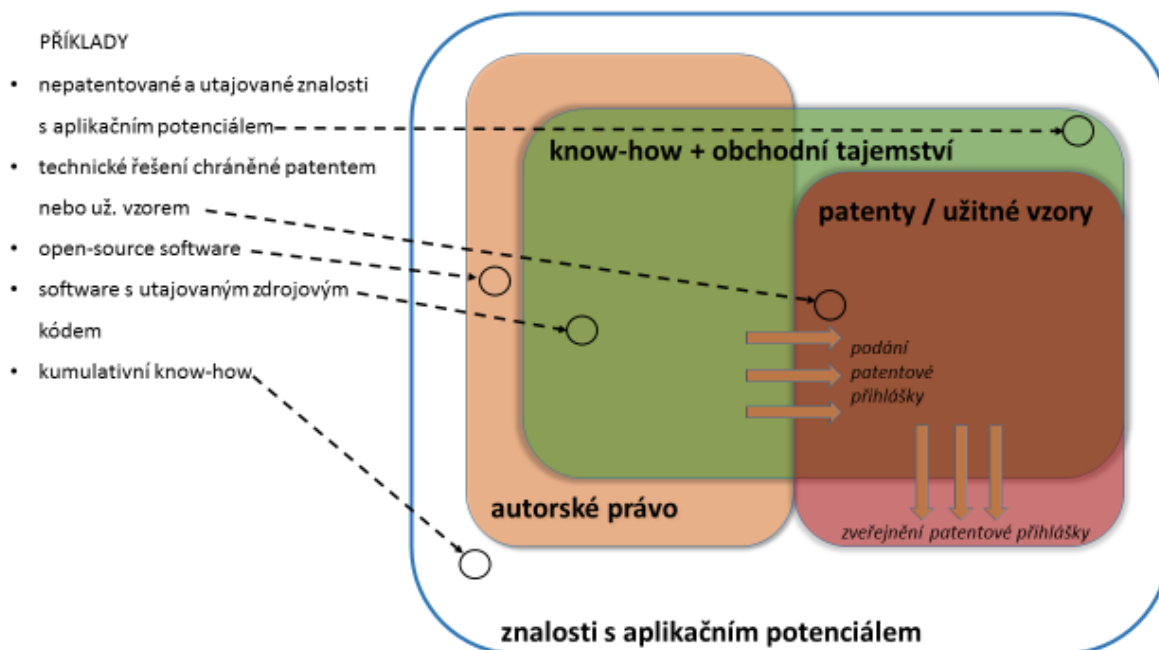 PŘÍKLADY
• nepatentované a utajované znalosti
s aplikačním potenciálem
• technické řešení chráněné patentem
nebo už. vzorem
• open-source software
• software s utajovaným zdrojovým
kódem
• kumulativní know-how
know-how + obchodní tajemství
patenty / užitné vzory
podání
patentové
přihlášky
autorské právo
zveřejnění patentové přihlášky
znalosti s aplikačním potenciálem